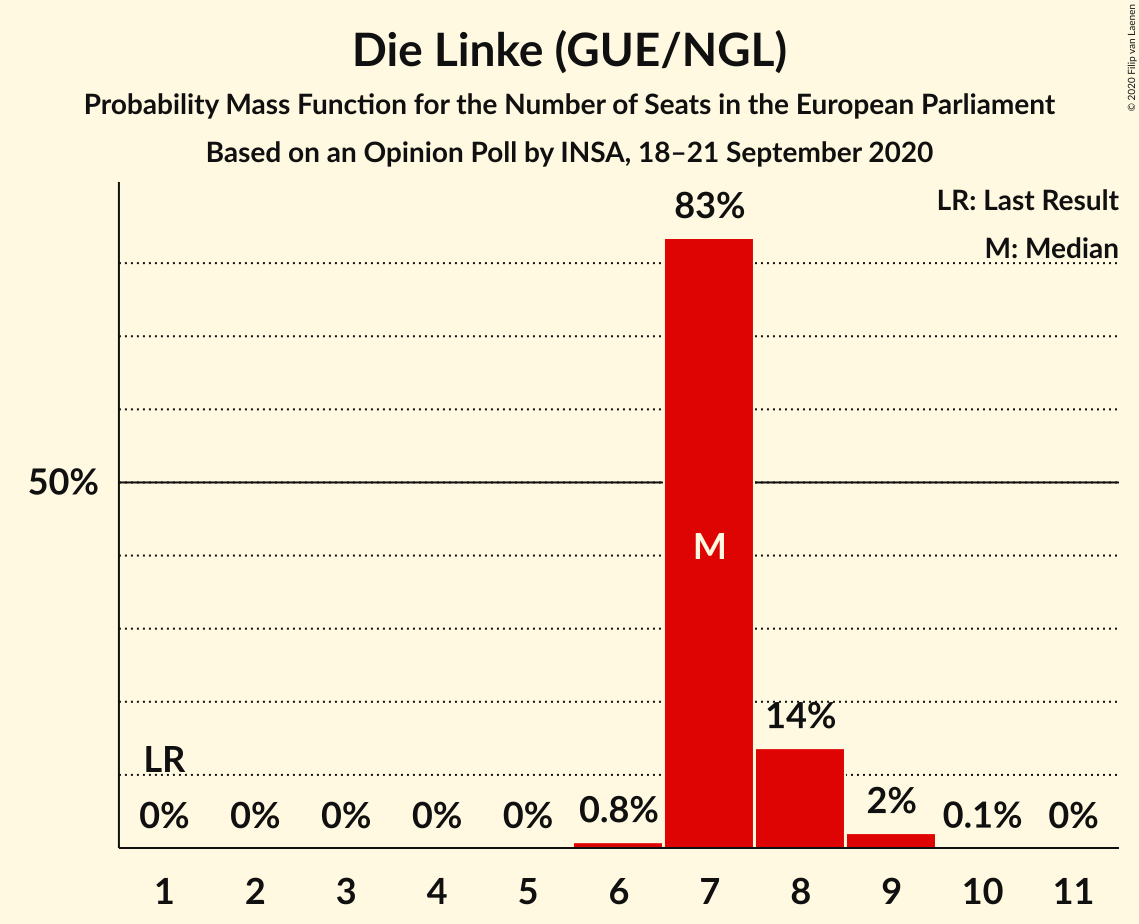 © 2020 Filip van Laenen
Die Linke (GUE/NGL)
Probability Mass Function for the Number of Seats in the European Parliament
Based on an Opinion Poll by INSA, 18–21 September 2020
LR: Last Result
M: Median
83%
50%
M
14%
LR
0% 0% 0% 0% 0% 0.8% 2% 0.1% 0%
1 2 3 4 5 6 7 8 9 10 11